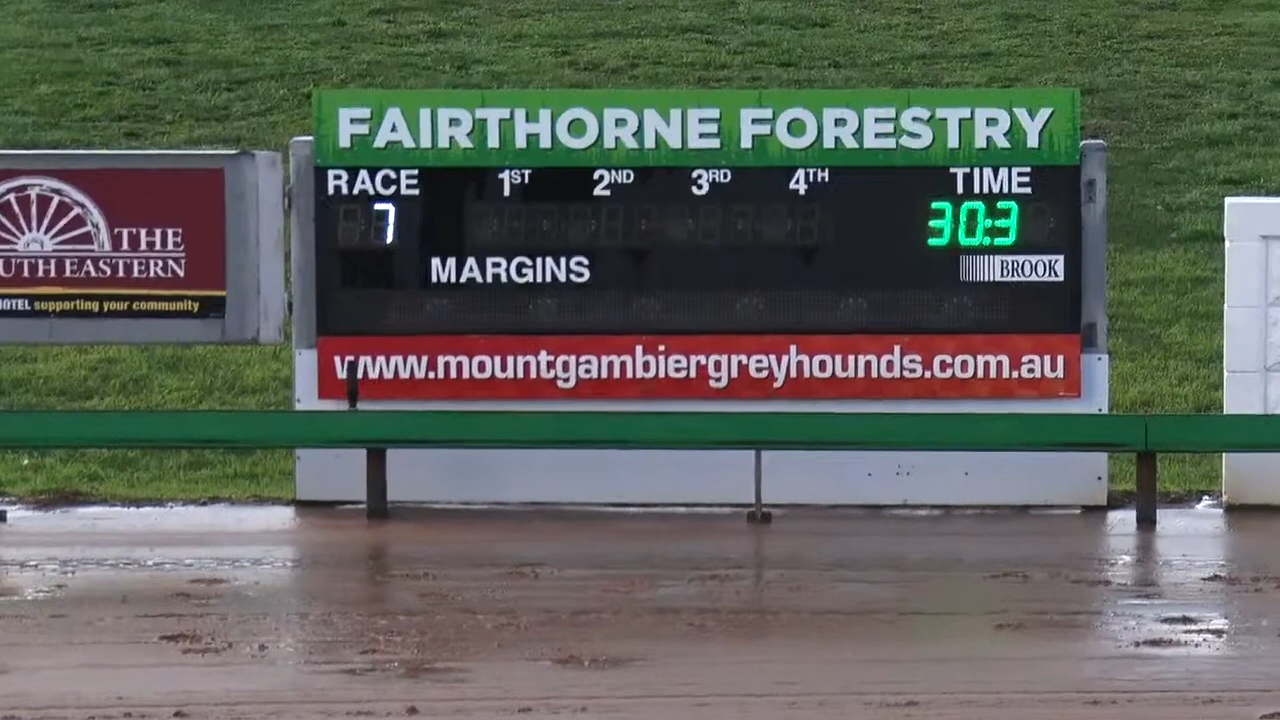 FAIRTHORNE FORESTRY
RACE 1ST 2ND 3RD 4TH TIME
7 30:3
MARGINS BROOK
www.mountgambiergreyhounds.com.au
THE
UTH EASTERN
HOTEL supporting your community